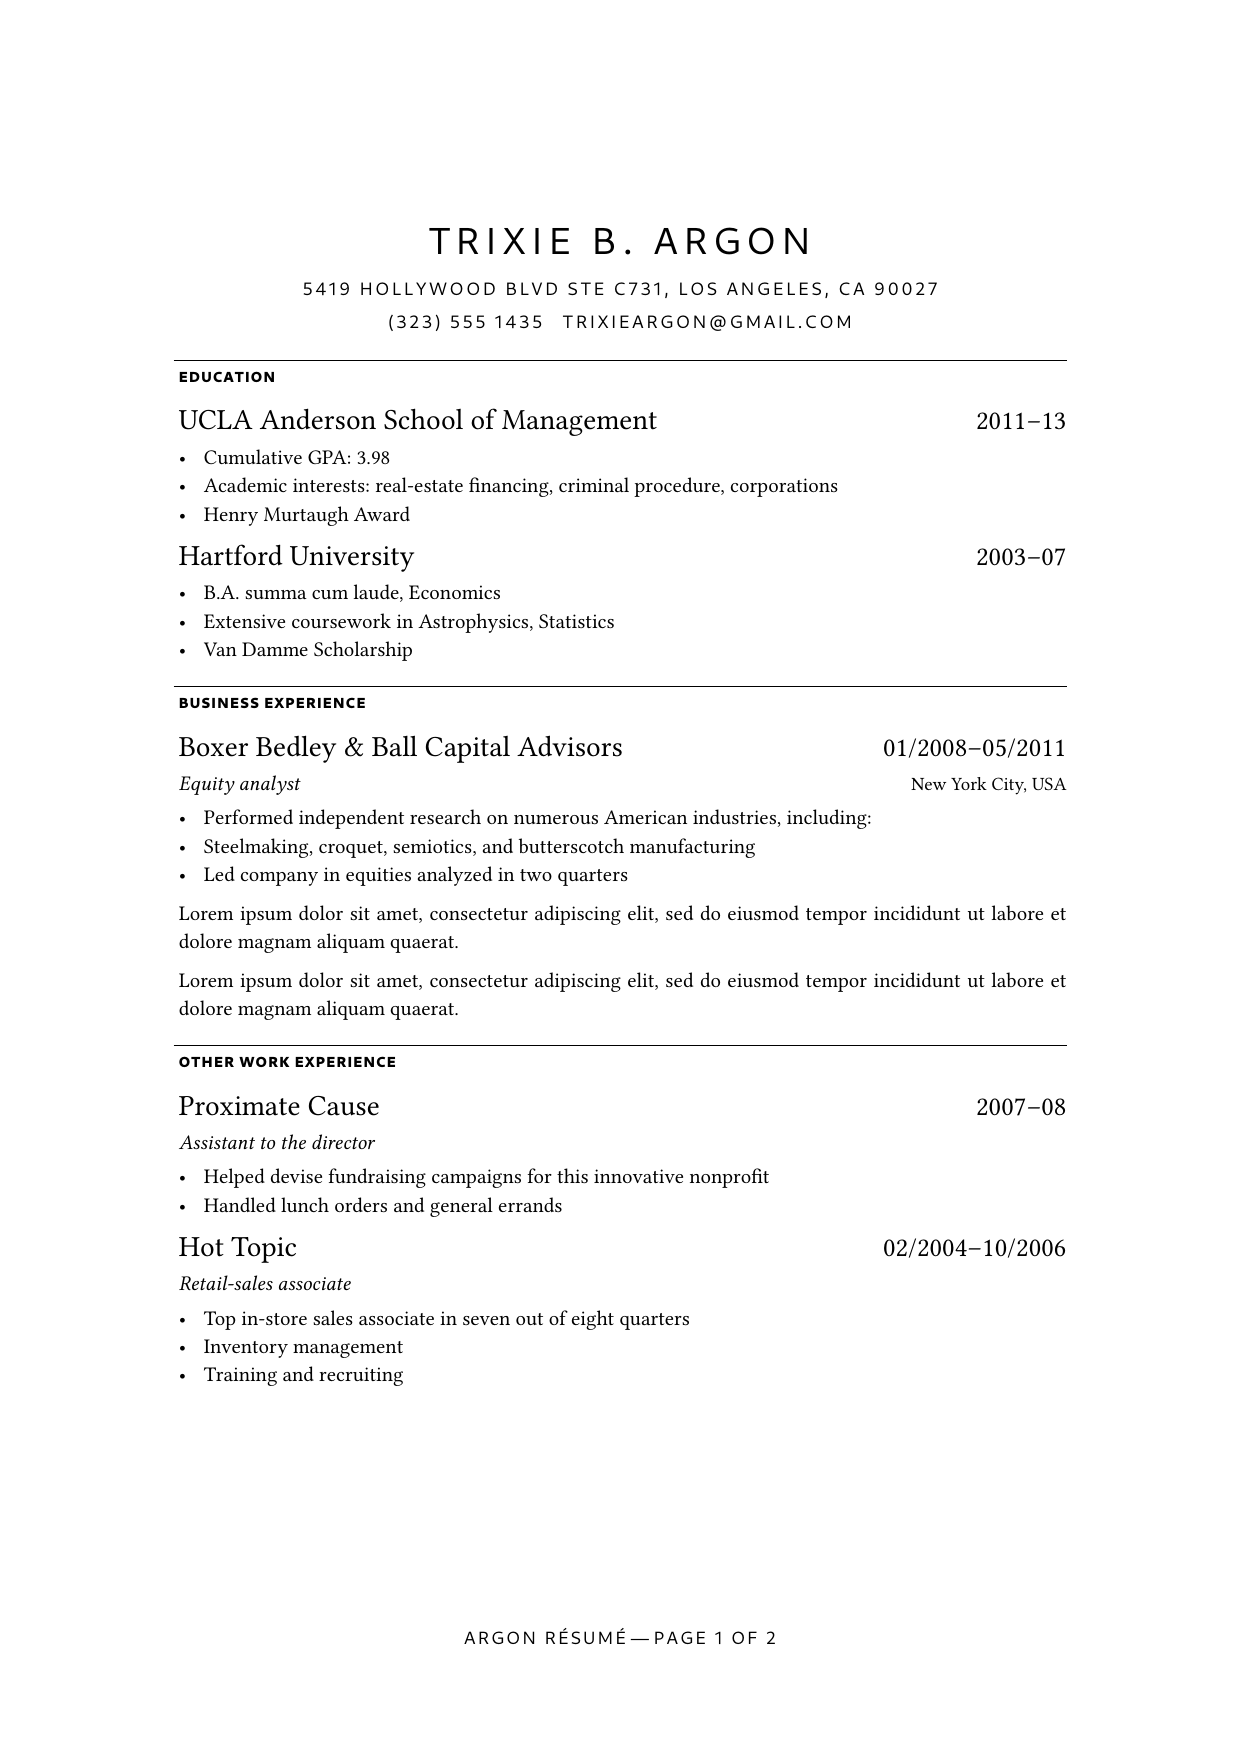 TRIXIE B. ARGON
5419 HOLLYWOOD BLVD STE C731, LOS ANGELES, CA 90027
(323) 555 1435 TRIXIEARGON@GMAIL.COM
EDUCATION
UCLA Anderson School of Management 2011–13
• Cumulative GPA: 3.98
• Academic interests: real-estate financing, criminal procedure, corporations
• Henry Murtaugh Award
Hartford University 2003–07
• B.A. summa cum laude, Economics
• Extensive coursework in Astrophysics, Statistics
• Van Damme Scholarship
BUSINESS EXPERIENCE
Boxer Bedley & Ball Capital Advisors 01/2008–05/2011
Equity analyst New York City, USA
• Performed independent research on numerous American industries, including:
• Steelmaking, croquet, semiotics, and butterscotch manufacturing
• Led company in equities analyzed in two quarters
Lorem ipsum dolor sit amet, consectetur adipiscing elit, sed do eiusmod tempor incididunt ut labore et
dolore magnam aliquam quaerat.
Lorem ipsum dolor sit amet, consectetur adipiscing elit, sed do eiusmod tempor incididunt ut labore et
dolore magnam aliquam quaerat.
OTHER WORK EXPERIENCE
Proximate Cause 2007–08
Assistant to the director
• Helped devise fundraising campaigns for this innovative nonprofit
• Handled lunch orders and general errands
Hot Topic 02/2004–10/2006
Retail-sales associate
• Top in-store sales associate in seven out of eight quarters
• Inventory management
• Training and recruiting
ARGON RÉSUMÉ — PAGE 1 OF 2